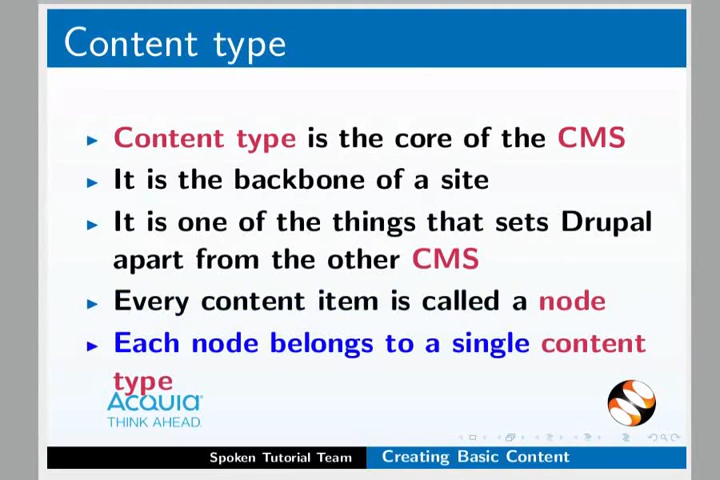 Content type
Content type is the core of the CMS
It is the backbone of a site
It is one of the things that sets Drupal
apart from the other CMS
Every content item is called a node
Each node belongs to a single content
type
ACQUIA
THINK AHEAD.
Spoken Tutorial Team Creating Basic Content